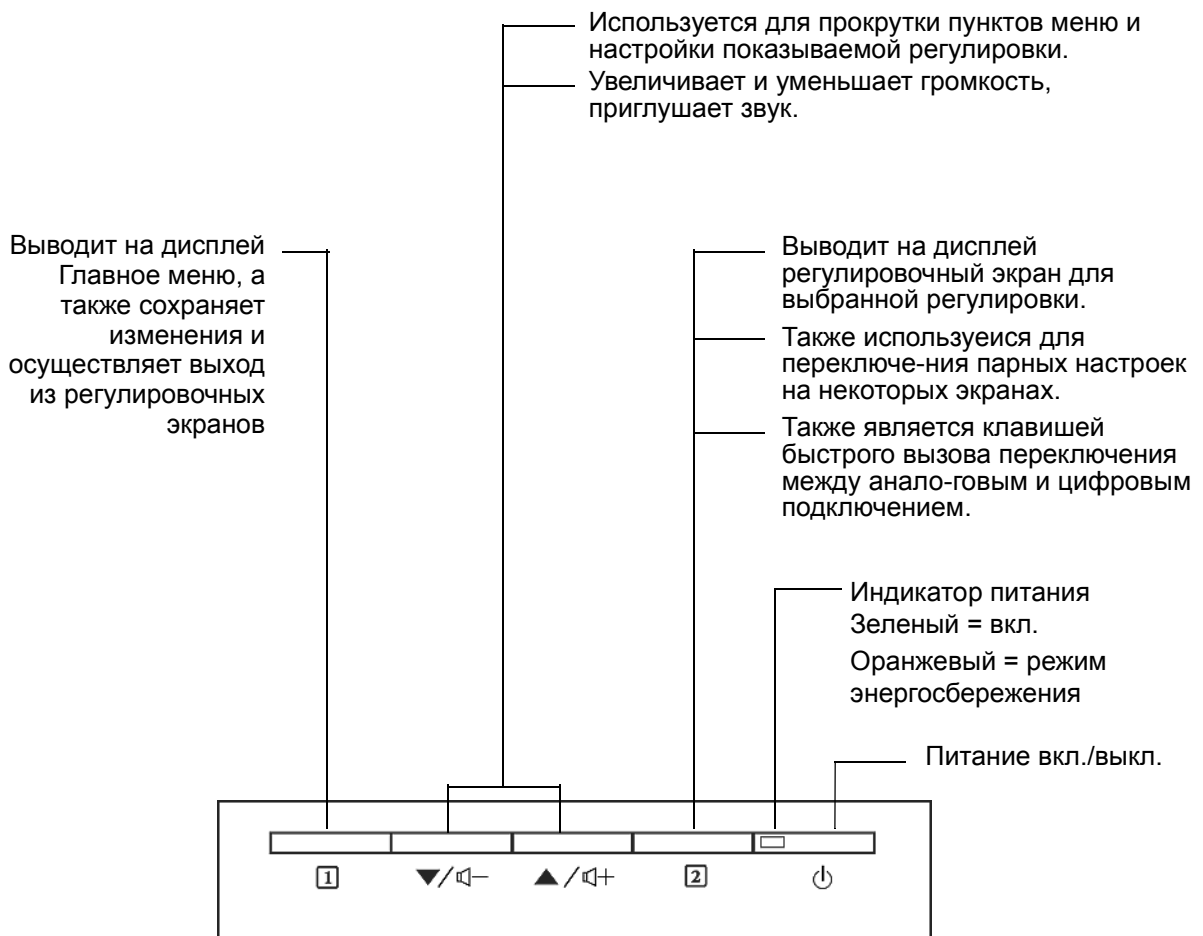 Используется для прокрутки пунктов меню и
настройки показываемой регулировки.
Увеличивает и уменьшает громкость,
приглушает звук.
Выводит на дисплей
Главное меню, а
также сохраняет
изменения и
осуществляет выход
из регулировочных
экранов
Выводит на дисплей
регулировочный экран для
выбранной регулировки.
Также используеися для
переключе-ния парных настроек
на некоторых экранах.
Также является клавишей
быстрого вызова переключения
между анало-говым и цифровым
подключением.
Индикатор питания
Зеленый = вкл.
Оранжевый = режим
энергосбережения
Питание вкл./выкл.
1 ▼/- ▲/+ 2